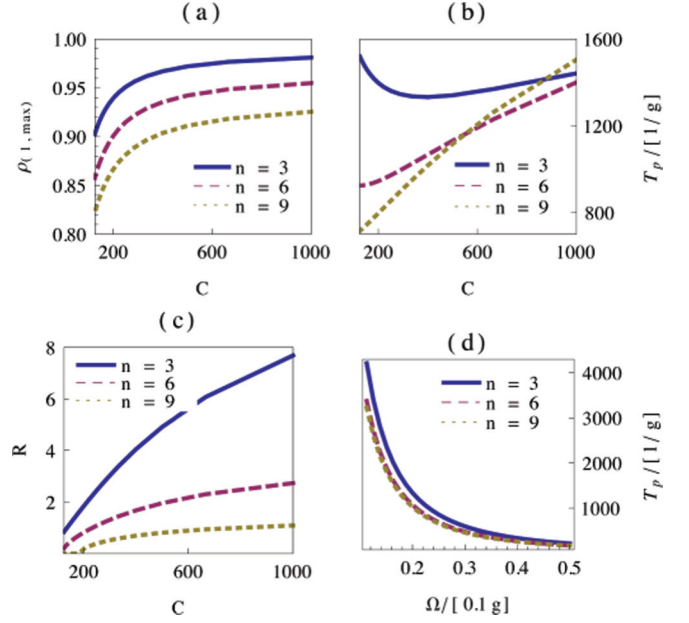 (a)
1.00
0.95
0.90
0.85
0.80
ρ(1,max)
n = 3
n = 6
n = 9
200
600
1000
C
(b)
1600
1200
800
T_p/[1/g]
n = 3
n = 6
n = 9
200
600
1000
C
(c)
8
6
4
2
R
n = 3
n = 6
n = 9
200
600
1000
C
(d)
4000
3000
2000
1000
T_p/[1/g]
n = 3
n = 6
n = 9
0.2
0.3
0.4
0.5
Ω/[0.1g]